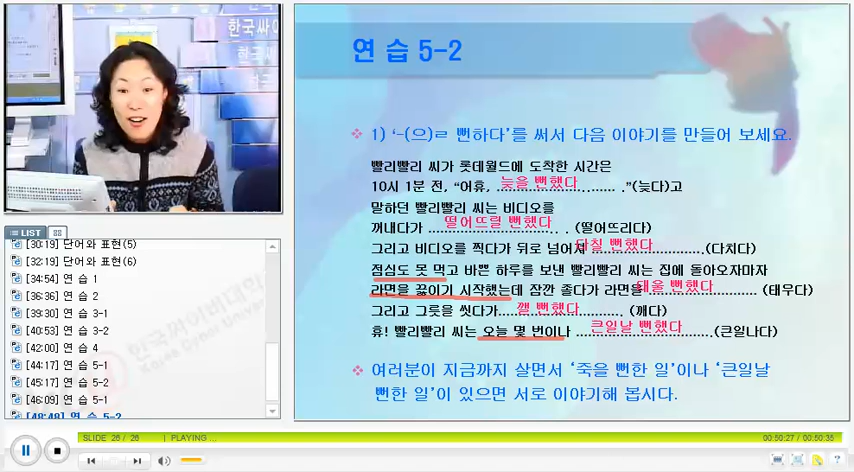 한국싸이
LIST
[30:19] 단어와 표현(5)
[32:19] 단어와 표현(6)
[34:54] 연 습 1
[36:36] 연 습 2
[39:30] 연 습 3-1
[40:53] 연 습 3-2
[42:00] 연 습 4
[44:17] 연 습 5-1
[45:17] 연 습 5-2
[46:09] 연 습 5-1
[48:48] 연 습 5-2
연 습 5-2
❖ 1) ‘-(으)ㄹ 뻔하다’를 써서 다음 이야기를 만들어 보세요.
빨리빨리 씨가 롯데월드에 도착한 시간은
10시 1분 전, “어휴, 늦을 뻔했다 .”(늦다)고
말하던 빨리빨리 씨는 비디오를
꺼내다가 떨어뜨릴 뻔했다 . (떨어뜨리다)
그리고 비디오를 찍다가 뒤로 넘어져 다칠 뻔했다 .(다치다)
점심도 못 먹고 바쁜 하루를 보낸 빨리빨리 씨는 집에 돌아오자마자
라면을 끓이기 시작했는데 잠깐 졸다가 라면을 태울 뻔했다 (태우다)
그리고 그릇을 씻다가 깰 뻔했다 . (깨다)
휴! 빨리빨리 씨는 오늘 몇 번이나 큰일날 뻔했다 .(큰일나다)
❖ 여러분이 지금까지 살면서 ‘죽을 뻔한 일’이나 ‘큰일날
뻔한 일’이 있으면 서로 이야기해 봅시다.
SLIDE 26 / 26 | PLAYING ...
00:50:27 / 00:50:35